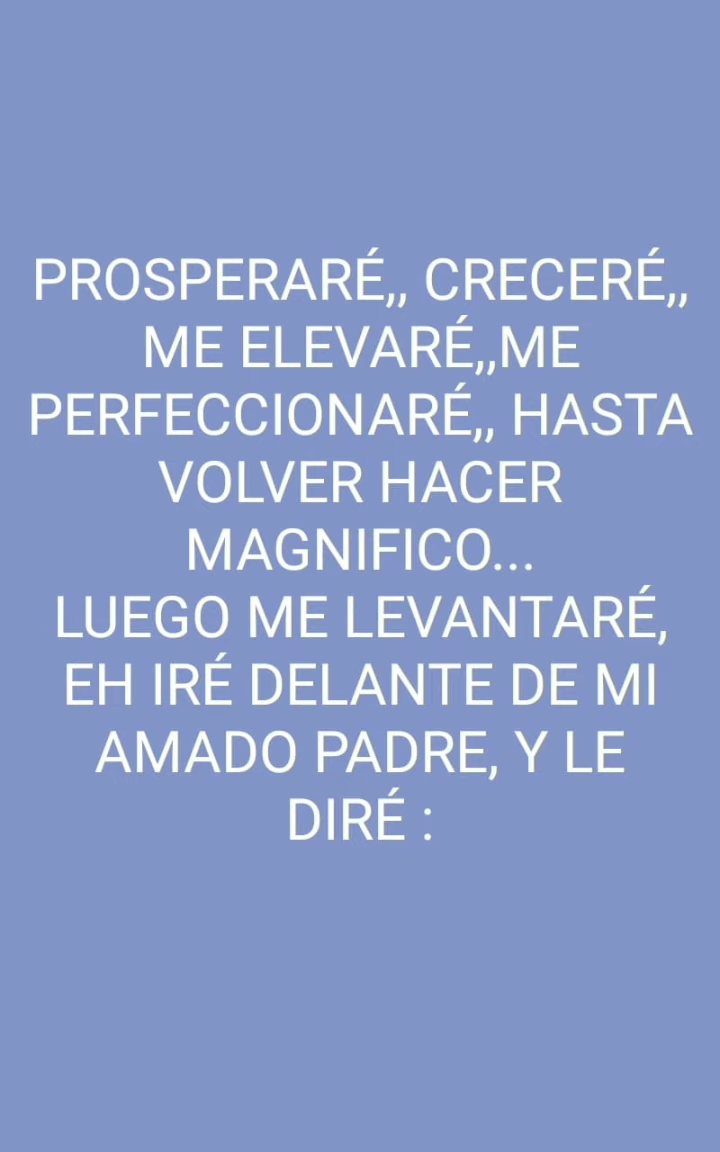 PROSPERARÉ,, CRECERÉ,,
ME ELEVARÉ,,ME
PERFECCIONARÉ,, HASTA
VOLVER HACER
MAGNIFICO...
LUEGO ME LEVANTARÉ,
EH IRÉ DELANTE DE MI
AMADO PADRE, Y LE
DIRÉ :